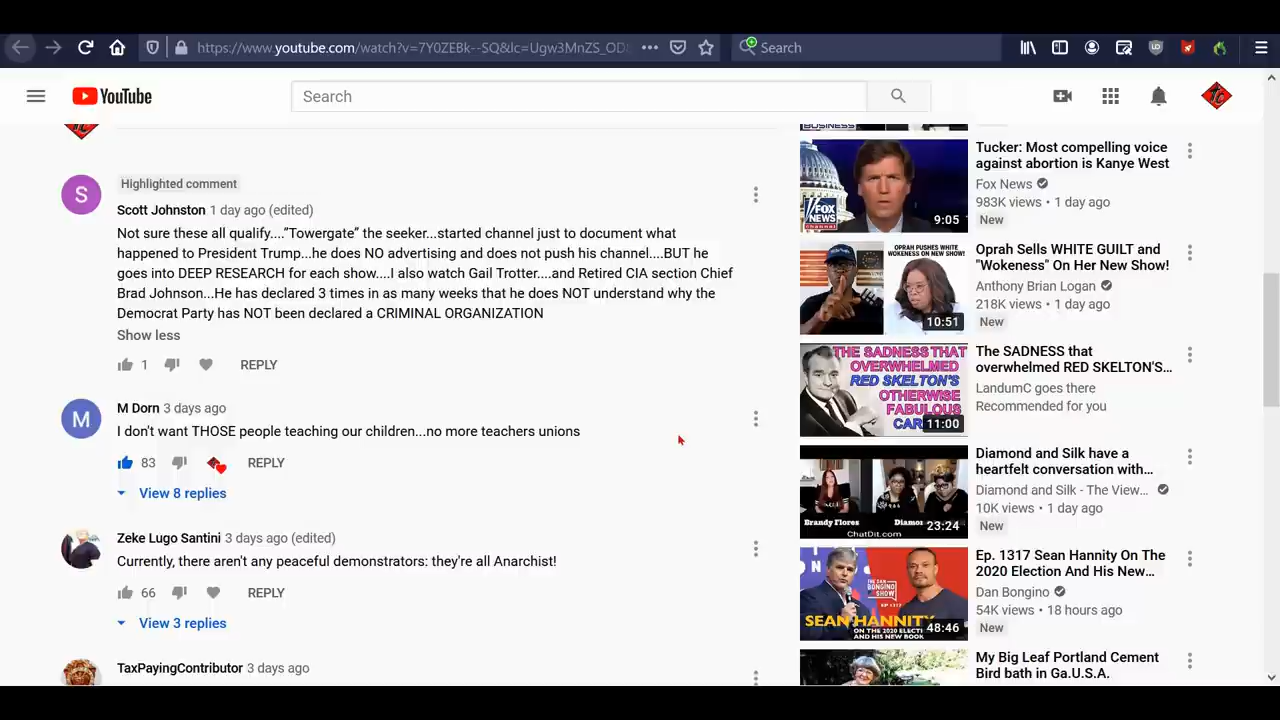 https://www.youtube.com/watch?v=7Y0ZEBk--SQ&lc=Ugw3MnZS_OD
Search
YouTube
Search
Highlighted comment
S
Scott Johnston 1 day ago (edited)
Not sure these all qulify...."Towergate" the seeker...started channel just to document what
happened to President Trump...he does NO advertising and does not push his channel....BUT he
goes into DEEP RESEARCH for each show....I also watch Gail Trotter....and Retired CIA section Chief
Brad Johnson...He has declared 3 times in as many weeks that he does NOT understand why the
Democrat Party has NOT been declared a CRIMINAL ORGANIZATION
Show less
1 REPLY
M
M Dorn 3 days ago
I don't want THOSE people teaching our children...no more teachers unions
83 REPLY
View 8 replies
Zeke Lugo Santini 3 days ago (edited)
Currently, there aren't any peaceful demonstrators: they're all Anarchist!
66 REPLY
View 3 replies
TaxPayingContributor 3 days ago
BUSINESS
FOX
NEWS
channel
9:05
Tucker: Most compelling voice
against abortion is Kanye West
Fox News
983K views • 1 day ago
New
OPRAH PUSHES WHITE
WOKENESS ON NEW SHOW!
10:51
Oprah Sells WHITE GUILT and
"Wokeness" On Her New Show!
Anthony Brian Logan
218K views • 1 day ago
New
THE SADNESS THAT
OVERWHELMED
RED SKELTON'S
OTHERWISE
FABULOUS
CAR
11:00
The SADNESS that
overwhelmed RED SKELTON'S...
LandumC goes there
Recommended for you
Brandy Flores
Diamo
ChatDit.com
23:24
Diamond and Silk have a
heartfelt conversation with...
Diamond and Silk - The View...
10K views • 1 day ago
New
THE DAN
BONGINO
SHOW
EP 1317
SEAN HANNITY
ON THE 2020 ELECTI
AND HIS NEW BOOK
48:46
Ep. 1317 Sean Hannity On The
2020 Election And His New...
Dan Bongino
54K views • 18 hours ago
New
My Big Leaf Portland Cement
Bird bath in Ga.U.S.A.